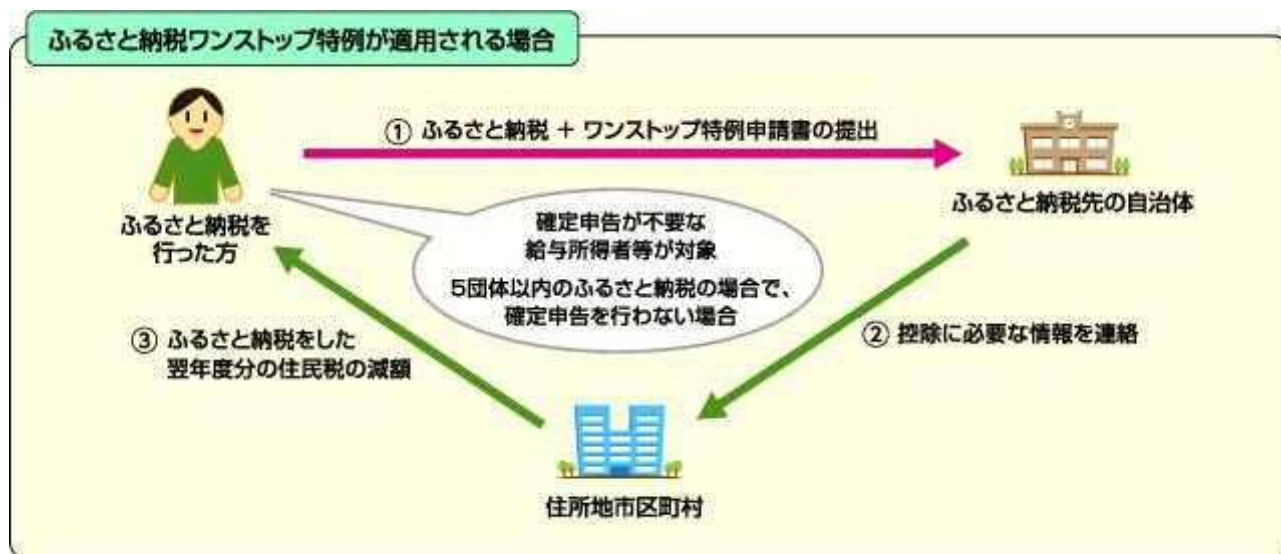 ふるさと納税ワンストップ特例が適用される場合
① ふるさと納税 + ワンストップ特例申請書の提出
ふるさと納税を
行った方
ふるさと納税先の自治体
確定申告が不要な
給与所得者等が対象
5団体以内のふるさと納税の場合で、
確定申告を行わない場合
② 控除に必要な情報を連絡
③ ふるさと納税をした
翌年度分の住民税の減額
住所地市区町村